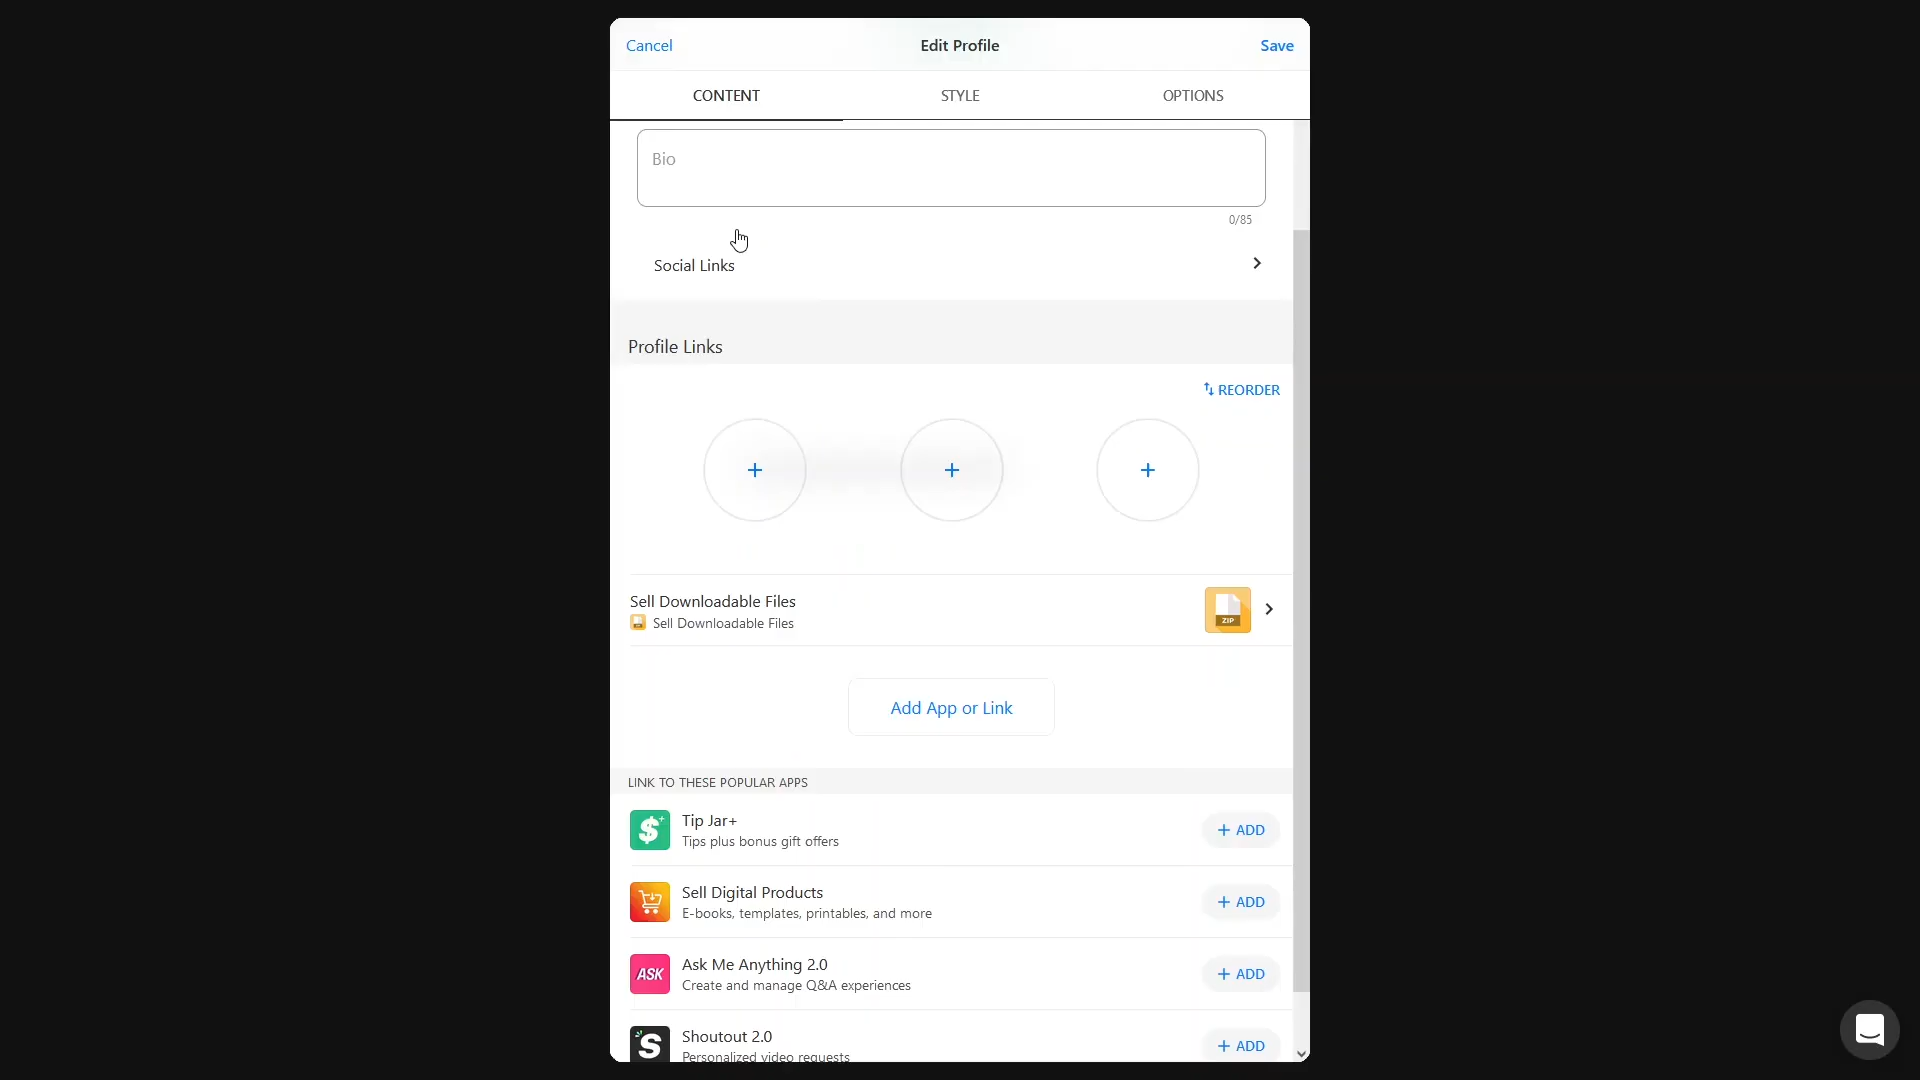 Cancel
Edit Profile
Save
CONTENT
STYLE
OPTIONS
Bio
0/85
Social Links
Profile Links
REORDER
Sell Downloadable Files
ZIP
Sell Downloadable Files
Add App or Link
LINK TO THESE POPULAR APPS
Tip Jar+
Tips plus bonus gift offers
+ ADD
Sell Digital Products
E-books, templates, printables, and more
+ ADD
ASK
Ask Me Anything 2.0
Create and manage Q&A experiences
+ ADD
S
Shoutout 2.0
Personalized video requests
+ ADD